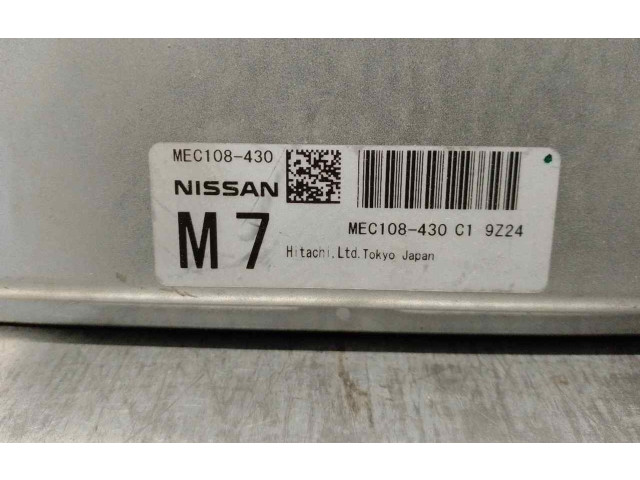 MEC108-430
NISSAN
M7
MEC108-430 C1 9Z24
Hitachi,Ltd.Tokyo Japan